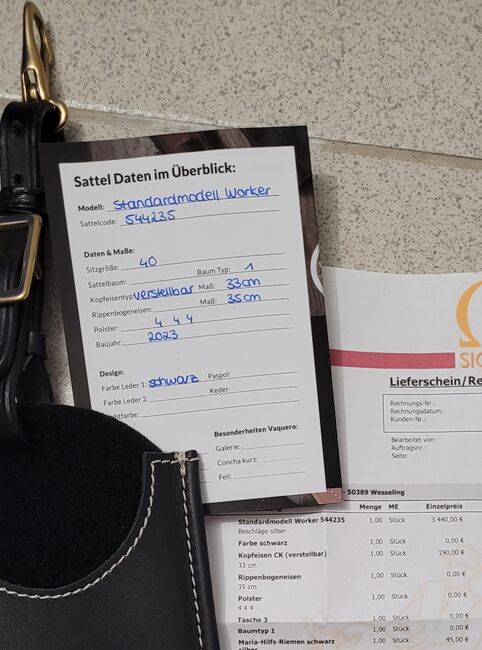 Sattel Daten im Überblick:
Modell: Standardmodell Worker
Sattelcode: 544235
Daten & Maße:
Sitzgröße: 40
Sattelbaum: Baum Typ: 1
Kopfeisentyp: verstellbar Maß: 33cm
Rippenbogeneisen: Maß: 35cm
Polster: 4 4 4
Baujahr: 2023
Design:
Farbe Leder 1: schwarz Paspol:
Farbe Leder 2: Keder:
htfarbe:
Besonderheiten Vaquero:
Galerie:
Concha kurz:
Fell:
SIG
Lieferschein/Re
Rechnungs-Nr.:
Rechnungsdatum:
Kunden-Nr.:
Bearbeitet von:
Auftragsnr.:
Seite:
- 50389 Wesseling
Menge ME Einzelpreis
Standardmodell Worker 544235 1,00 Stück 3.440,00 €
Beschläge silber
Farbe schwarz 1,00 Stück 0,00 €
Kopfeisen CK (verstellbar) 1,00 Stück 190,00 €
33 cm
Rippenbogeneisen 1,00 Stück 0,00 €
35 cm
Polster 1,00 Stück 0,00 €
4 4 4
Tasche 3 1,00 Stück 0,00 €
Baumtyp 1 1,00 Stück 0,00 €
Maria-Hilfs-Riemen schwarz 1,00 Stück 45,00 €
silber